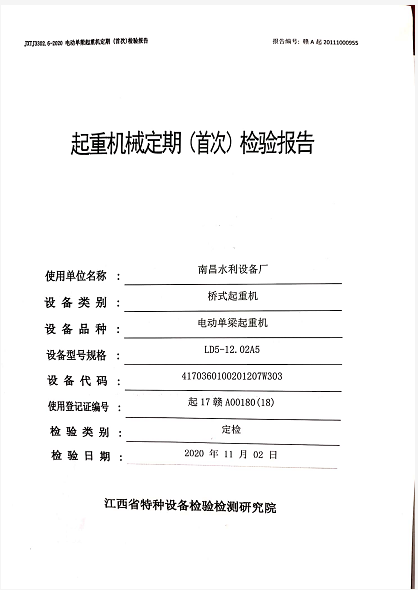 JXTJ3302.6-2020 电动单梁起重机定期(首次)检验报告
报告编号: 赣A起20111000955
起重机械定期(首次)检验报告
使用单位名称 : 南昌水利设备厂
设备类别 : 桥式起重机
设备品种 : 电动单梁起重机
设备型号规格 : LD5-12.02A5
设备代码 : 4170360100201207W303
使用登记证编号 : 起17赣A00180(18)
检验类别 : 定检
检验日期 : 2020 年 11 月 02 日
江西省特种设备检验检测研究院